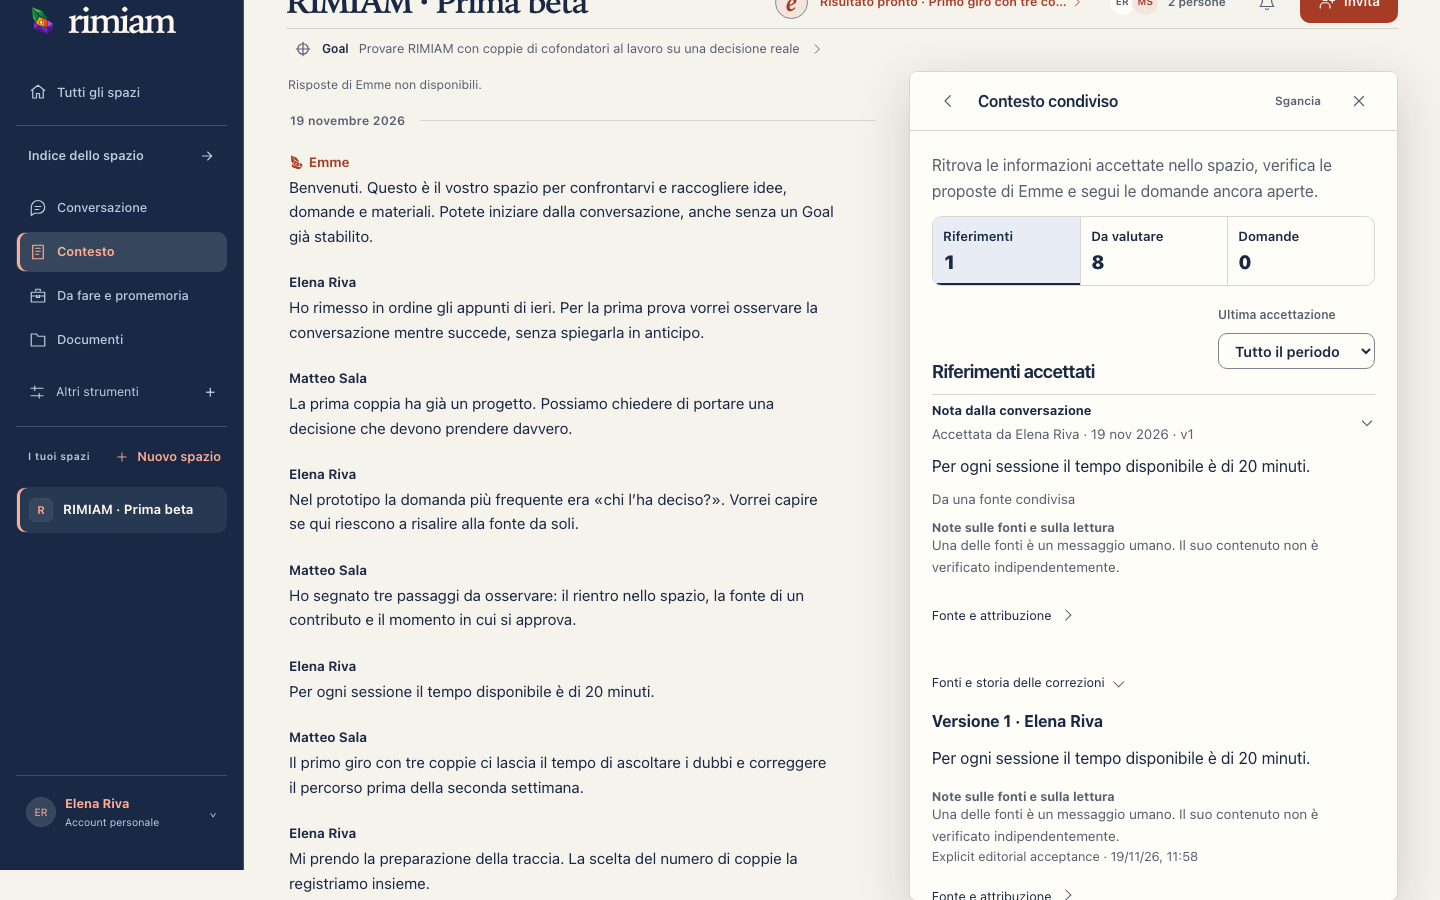 rimiam
Tutti gli spazi
Indice dello spazio
Conversazione
Contesto
Da fare e promemoria
Documenti
Altri strumenti
I tuoi spazi
Nuovo spazio
R
RIMIAM · Prima beta
ER
Elena Riva
Account personale
RIMIAM · Prima beta
e
Risultato pronto · Primo giro con tre co...
ER
MS
2 persone
Invita
Goal
Provare RIMIAM con coppie di cofondatori al lavoro su una decisione reale
Risposte di Emme non disponibili.
19 novembre 2026
Emme
Benvenuti. Questo è il vostro spazio per confrontarvi e raccogliere idee,
domande e materiali. Potete iniziare dalla conversazione, anche senza un Goal
già stabilito.
Elena Riva
Ho rimesso in ordine gli appunti di ieri. Per la prima prova vorrei osservare la
conversazione mentre succede, senza spiegarla in anticipo.
Matteo Sala
La prima coppia ha già un progetto. Possiamo chiedere di portare una
decisione che devono prendere davvero.
Elena Riva
Nel prototipo la domanda più frequente era «chi l’ha deciso?». Vorrei capire
se qui riescono a risalire alla fonte da soli.
Matteo Sala
Ho segnato tre passaggi da osservare: il rientro nello spazio, la fonte di un
contributo e il momento in cui si approva.
Elena Riva
Per ogni sessione il tempo disponibile è di 20 minuti.
Matteo Sala
Il primo giro con tre coppie ci lascia il tempo di ascoltare i dubbi e correggere
il percorso prima della seconda settimana.
Elena Riva
Mi prendo la preparazione della traccia. La scelta del numero di coppie la
registriamo insieme.
Contesto condiviso
Sgancia
Ritrova le informazioni accettate nello spazio, verifica le
proposte di Emme e segui le domande ancora aperte.
Riferimenti
1
Da valutare
8
Domande
0
Ultima accettazione
Tutto il periodo
Riferimenti accettati
Nota dalla conversazione
Accettata da Elena Riva · 19 nov 2026 · v1
Per ogni sessione il tempo disponibile è di 20 minuti.
Da una fonte condivisa
Note sulle fonti e sulla lettura
Una delle fonti è un messaggio umano. Il suo contenuto non è
verificato indipendentemente.
Fonte e attribuzione
Fonti e storia delle correzioni
Versione 1 · Elena Riva
Per ogni sessione il tempo disponibile è di 20 minuti.
Note sulle fonti e sulla lettura
Una delle fonti è un messaggio umano. Il suo contenuto non è
verificato indipendentemente.
Explicit editorial acceptance · 19/11/26, 11:58
Fonte e attribuzione